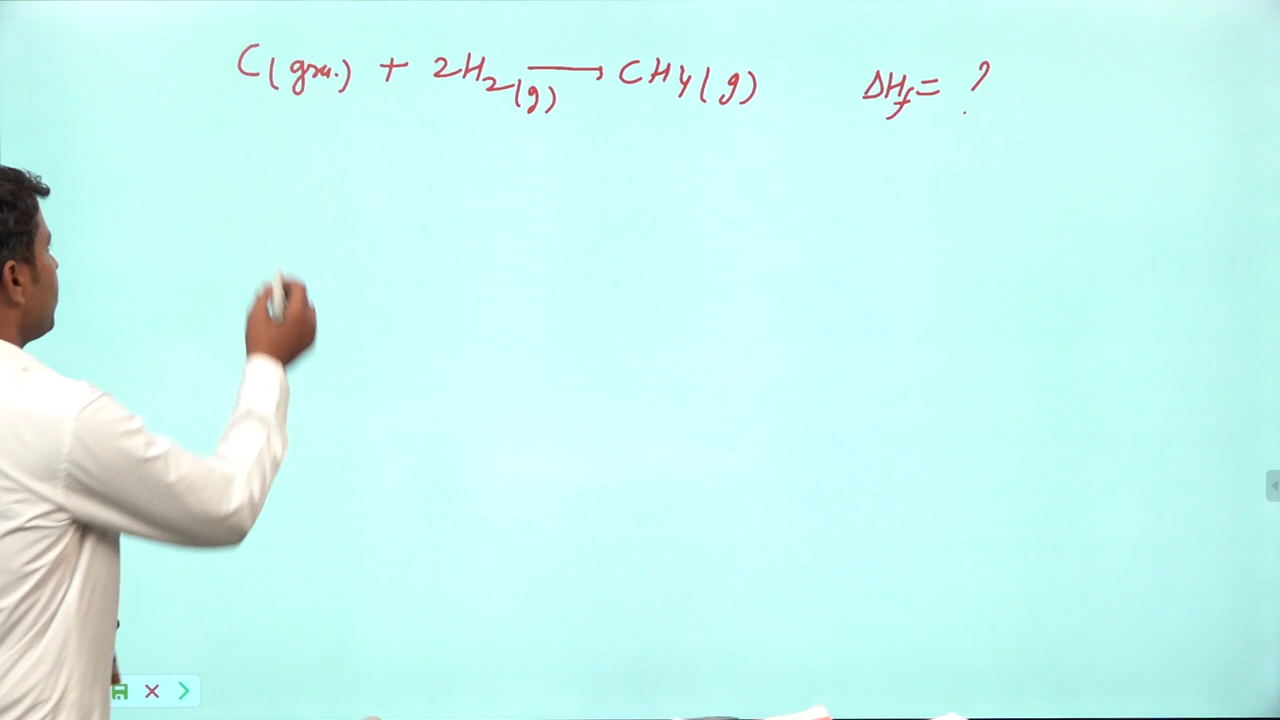 C(gra.) + 2H₂(g) ⟶ CH4(g) ΔHf = ?